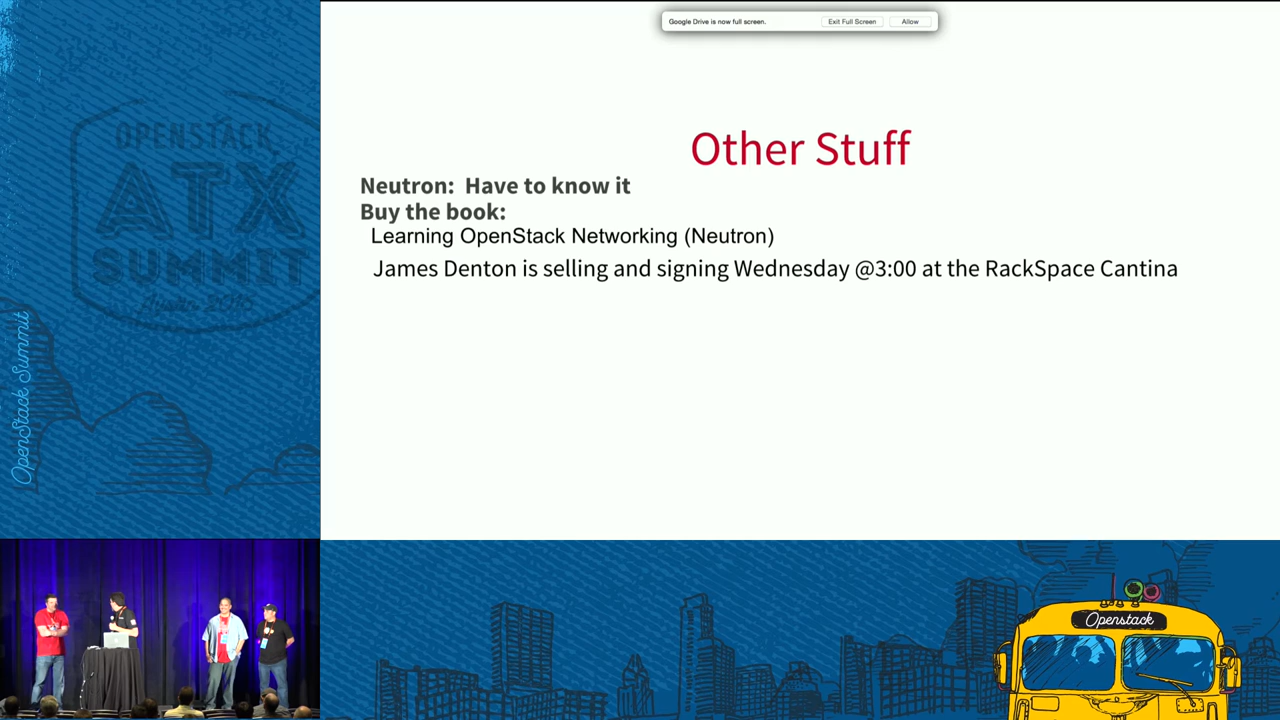 Google Drive is now full screen.
Exit Full Screen
Allow
OPENSTACK
ATX
SUMMIT
Austin 2016
OpenStack Summit
Other Stuff
Neutron: Have to know it
Buy the book:
Learning OpenStack Networking (Neutron)
James Denton is selling and signing Wednesday @3:00 at the RackSpace Cantina
Openstack